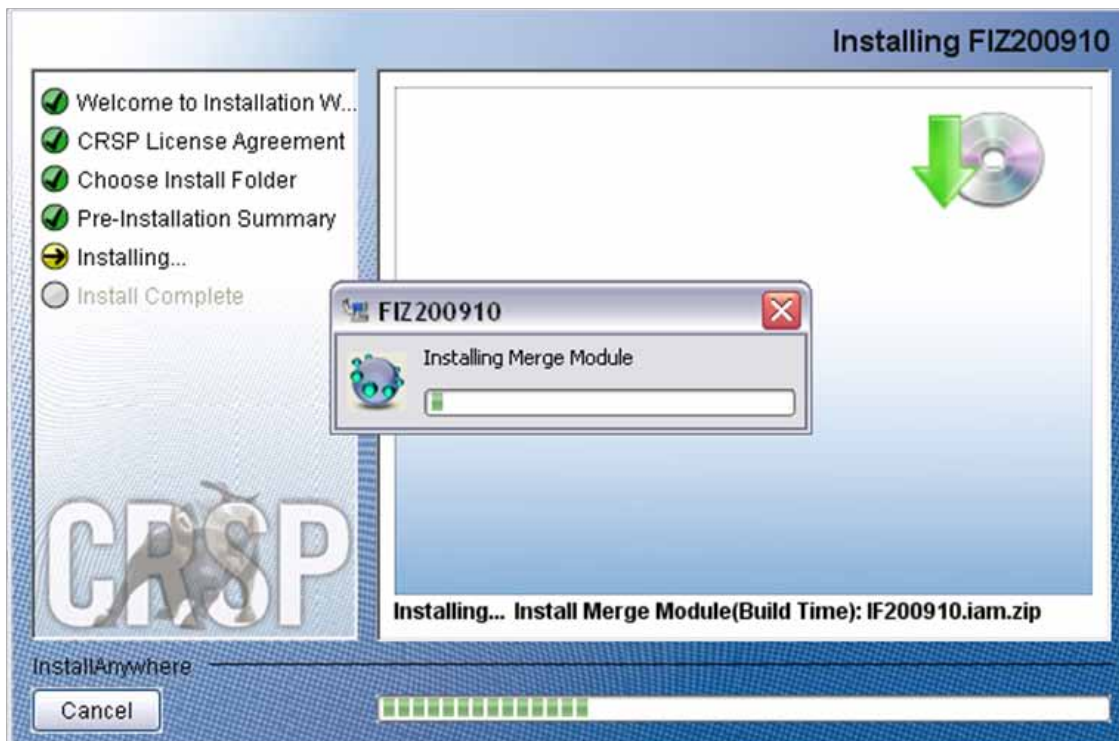 Installing FIZ200910
Welcome to Installation W...
CRSP License Agreement
Choose Install Folder
Pre-Installation Summary
Installing...
Install Complete
FIZ200910
Installing Merge Module
CRSP
Installing... Install Merge Module(Build Time): IF200910.iam.zip
InstallAnywhere
Cancel